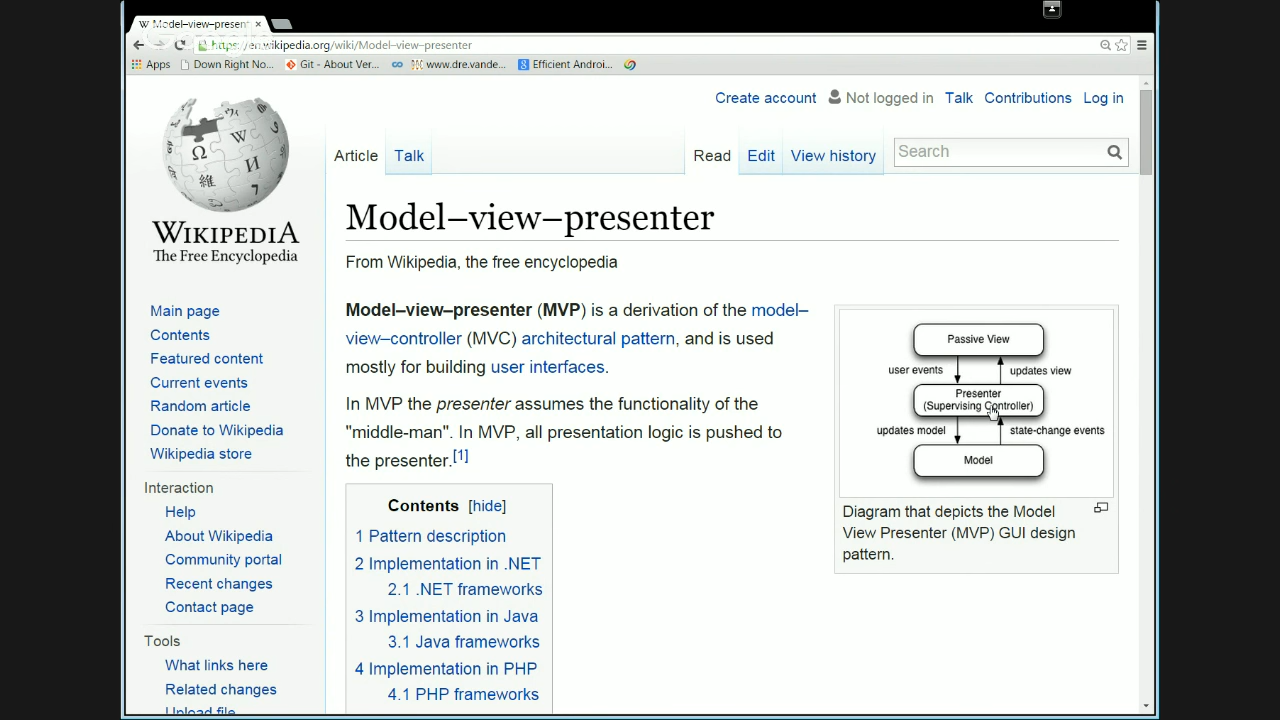 W Model–view–present ×
https://en.wikipedia.org/wiki/Model–view–presenter
Apps Down Right No... Git - About Ver... www.dre.vande... Efficient Androi...
Create account Not logged in Talk Contributions Log in
Article Talk Read Edit View history Search
WIKIPEDIA
The Free Encyclopedia
Main page
Contents
Featured content
Current events
Random article
Donate to Wikipedia
Wikipedia store
Interaction
Help
About Wikipedia
Community portal
Recent changes
Contact page
Tools
What links here
Related changes
Upload file
Model–view–presenter
From Wikipedia, the free encyclopedia
Model–view–presenter (MVP) is a derivation of the model–
view–controller (MVC) architectural pattern, and is used
mostly for building user interfaces.
In MVP the presenter assumes the functionality of the
"middle-man". In MVP, all presentation logic is pushed to
the presenter.[1]
Contents [hide]
1 Pattern description
2 Implementation in .NET
2.1 .NET frameworks
3 Implementation in Java
3.1 Java frameworks
4 Implementation in PHP
4.1 PHP frameworks
Passive View
user events updates view
Presenter
(Supervising Controller)
updates model state-change events
Model
Diagram that depicts the Model
View Presenter (MVP) GUI design
pattern.